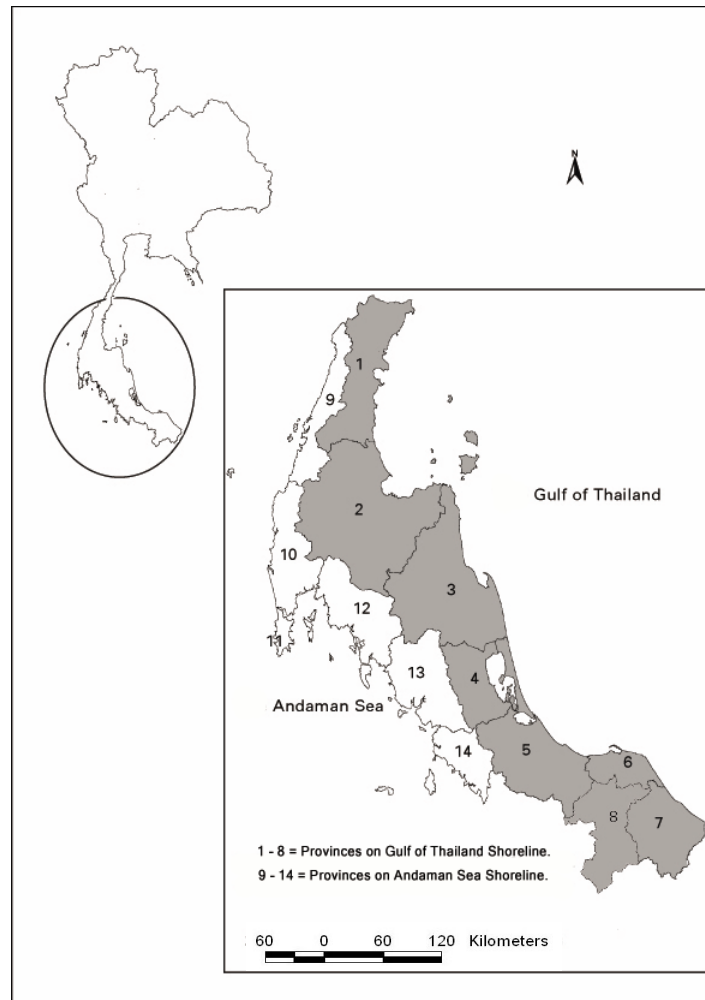 N
1
9
Gulf of Thailand
2
10
3
12
11
13
4
Andaman Sea
14
5
6
8
7
1 - 8 = Provinces on Gulf of Thailand Shoreline.
9 - 14 = Provinces on Andaman Sea Shoreline.
60 0 60 120 Kilometers